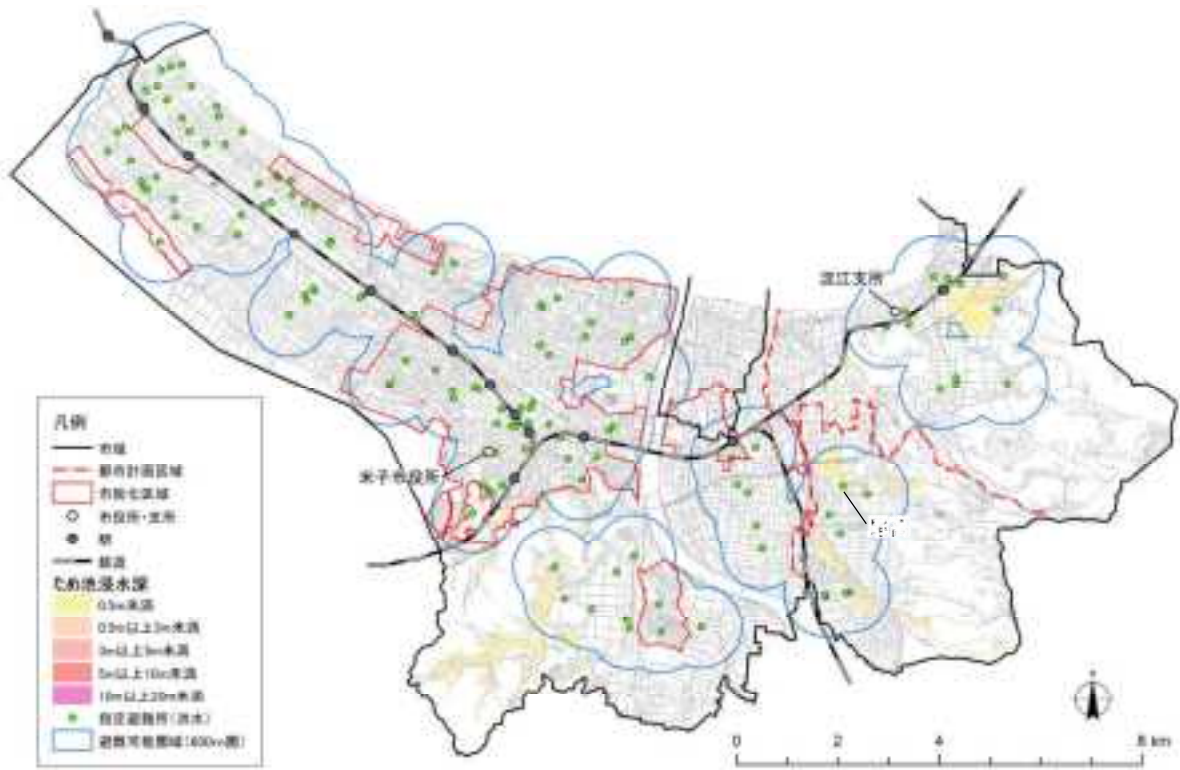 淀江支所
米子市役所
凡例
市域
都市計画区域
市街化区域
市役所・支所
駅
鉄道
ため池浸水深
0.5m未満
0.5m以上3m未満
3m以上5m未満
5m以上10m未満
10m以上20m未満
指定避難所(洪水)
避難可能圏域(800m圏)
0 2 4 8 km